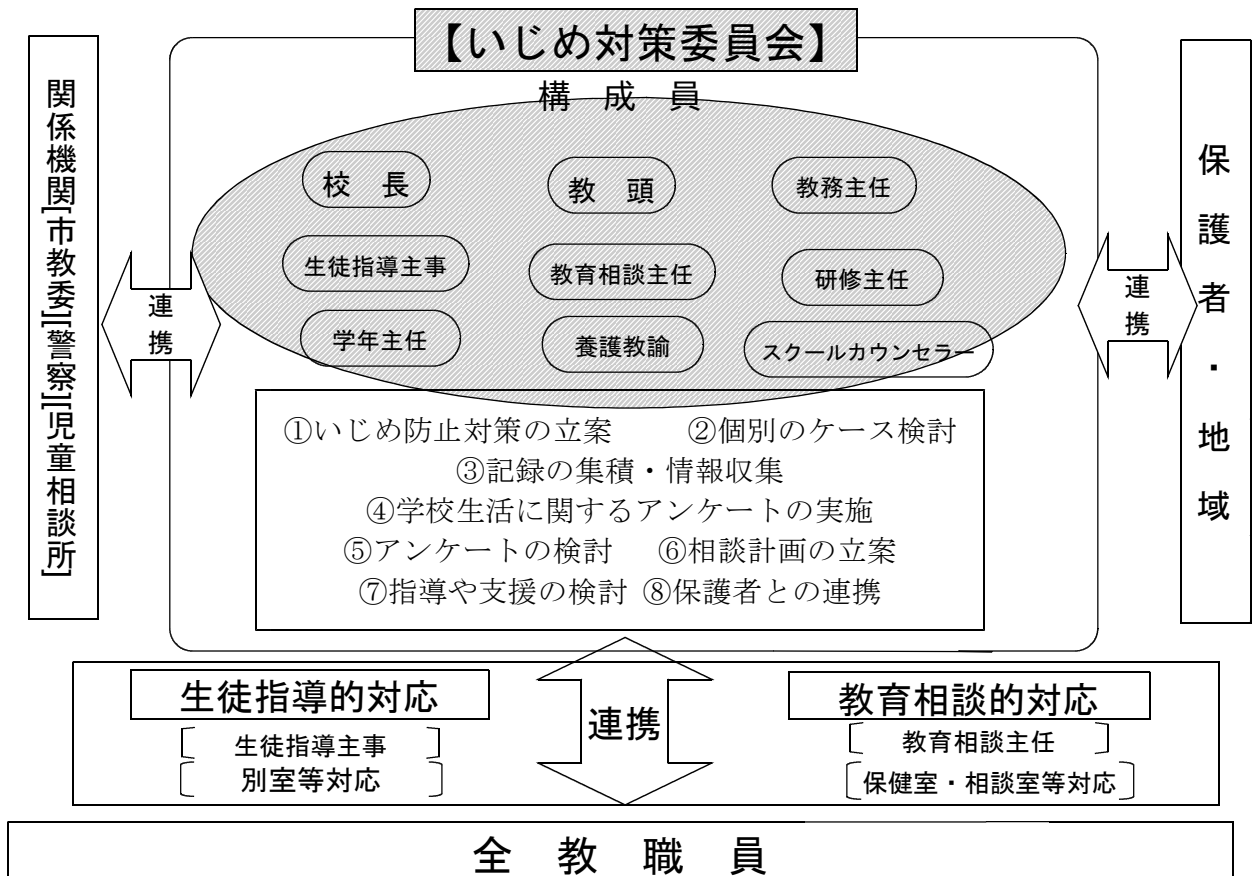 【いじめ対策委員会】
構 成 員
校 長
教 頭
教務主任
生徒指導主事
教育相談主任
研修主任
学年主任
養護教諭
スクールカウンセラー
関係機関[市教委][警察][児童相談所]
連携
連携
保護者・地域
①いじめ防止対策の立案 ②個別のケース検討
③記録の集積・情報収集
④学校生活に関するアンケートの実施
⑤アンケートの検討 ⑥相談計画の立案
⑦指導や支援の検討 ⑧保護者との連携
生徒指導的対応
生徒指導主事
別室等対応
連携
教育相談的対応
教育相談主任
保健室・相談室等対応
全 教 職 員